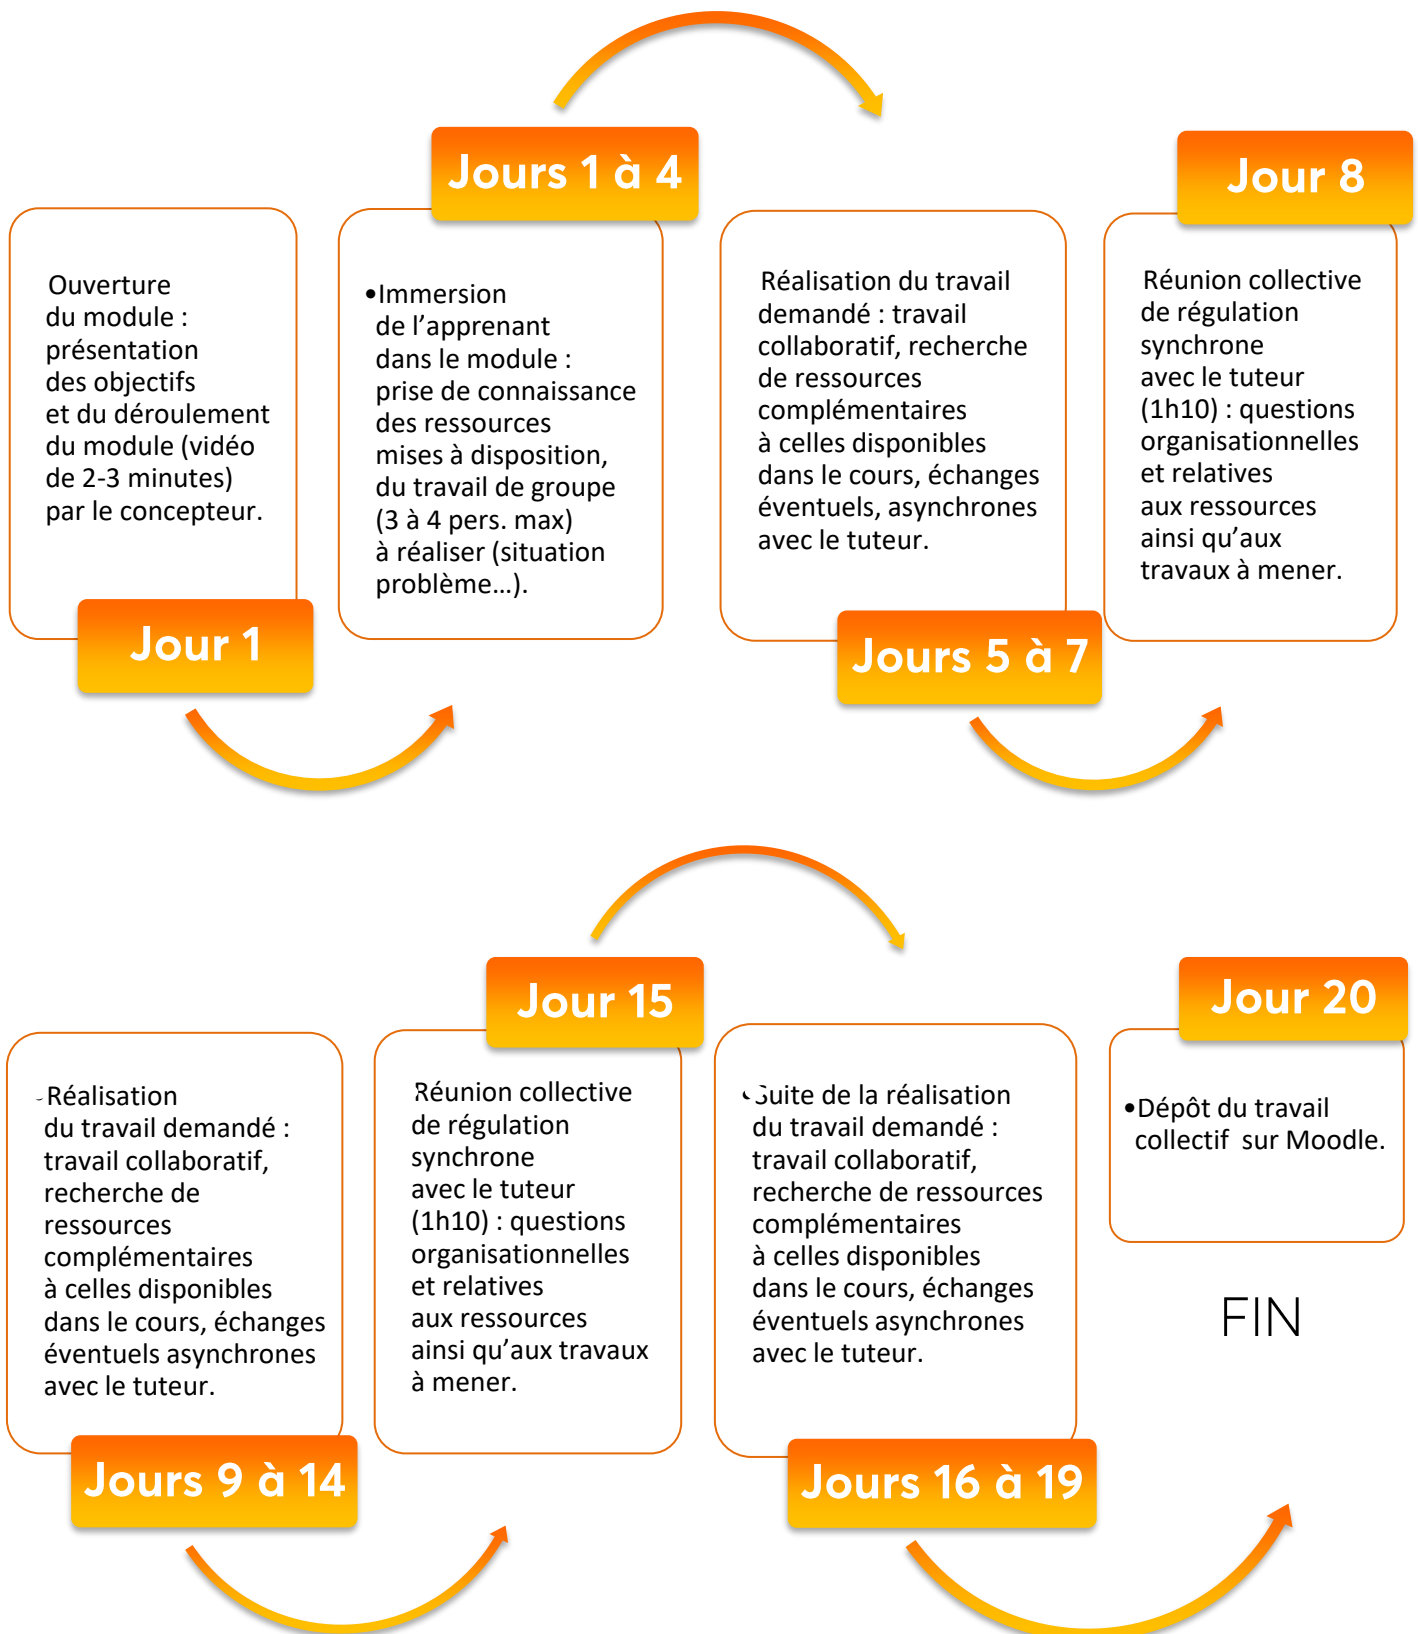 Jour 1
Ouverture
du module :
présentation
des objectifs
et du déroulement
du module (vidéo
de 2-3 minutes)
par le concepteur.
Jours 1 à 4
•Immersion
de l’apprenant
dans le module :
prise de connaissance
des ressources
mises à disposition,
du travail de groupe
(3 à 4 pers. max)
à réaliser (situation
problème…).
Jours 5 à 7
Réalisation du travail
demandé : travail
collaboratif, recherche
de ressources
complémentaires
à celles disponibles
dans le cours, échanges
éventuels, asynchrones
avec le tuteur.
Jour 8
Réunion collective
de régulation
synchrone
avec le tuteur
(1h10) : questions
organisationnelles
et relatives
aux ressources
ainsi qu’aux
travaux à mener.
Jours 9 à 14
Réalisation
du travail demandé :
travail collaboratif,
recherche de
ressources
complémentaires
à celles disponibles
dans le cours, échanges
éventuels asynchrones
avec le tuteur.
Jour 15
Réunion collective
de régulation
synchrone
avec le tuteur
(1h10) : questions
organisationnelles
et relatives
aux ressources
ainsi qu’aux travaux
à mener.
Jours 16 à 19
•Suite de la réalisation
du travail demandé :
travail collaboratif,
recherche de ressources
complémentaires
à celles disponibles
dans le cours, échanges
éventuels asynchrones
avec le tuteur.
Jour 20
•Dépôt du travail
collectif sur Moodle.
FIN